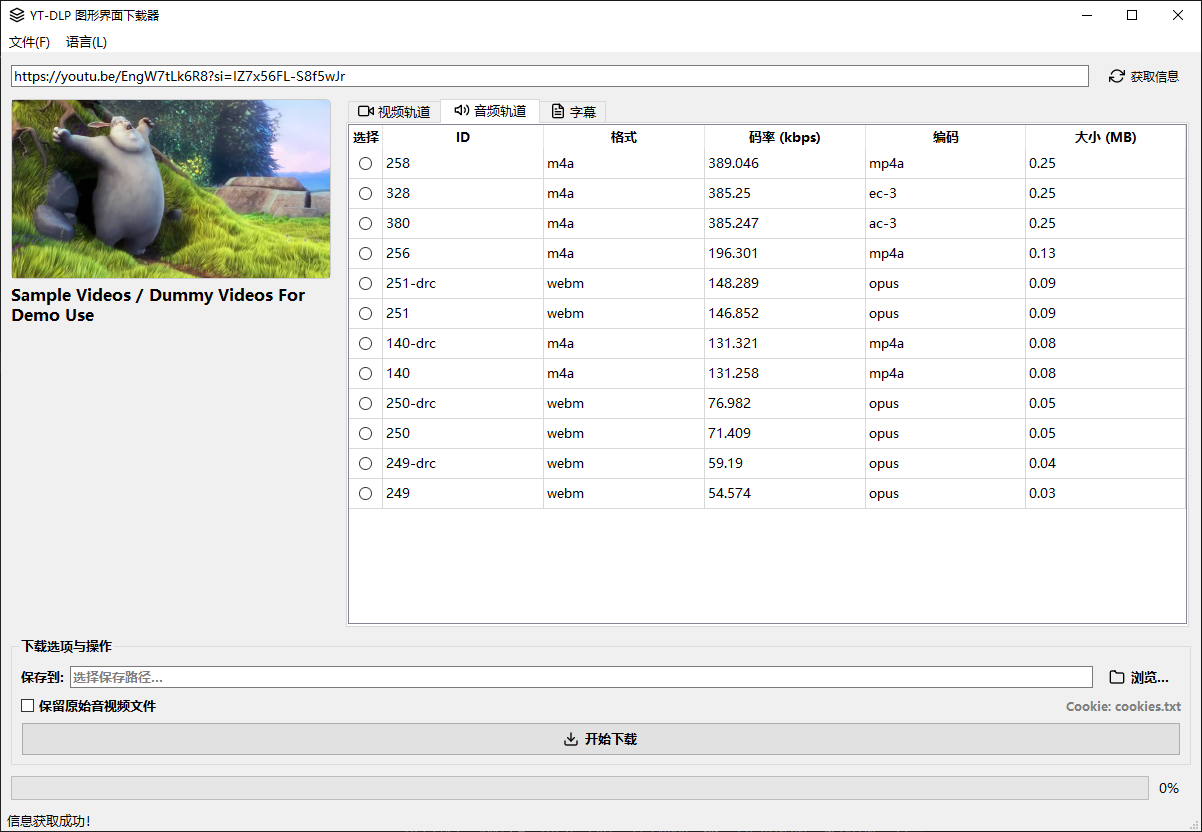 YT-DLP 图形界面下载器
文件(F) 语言(L)
https://youtu.be/EngW7tLk6R8?si=IZ7x56FL-S8f5wJr 获取信息
视频轨道 音频轨道 字幕
选择 ID 格式 码率 (kbps) 编码 大小 (MB)
258 m4a 389.046 mp4a 0.25
328 m4a 385.25 ec-3 0.25
380 m4a 385.247 ac-3 0.25
256 m4a 196.301 mp4a 0.13
251-drc webm 148.289 opus 0.09
251 webm 146.852 opus 0.09
140-drc m4a 131.321 mp4a 0.08
140 m4a 131.258 mp4a 0.08
250-drc webm 76.982 opus 0.05
250 webm 71.409 opus 0.05
249-drc webm 59.19 opus 0.04
249 webm 54.574 opus 0.03
Sample Videos / Dummy Videos For
Demo Use
下载选项与操作
保存到: 选择保存路径... 浏览...
保留原始音视频文件 Cookie: cookies.txt
开始下载
0%
信息获取成功!